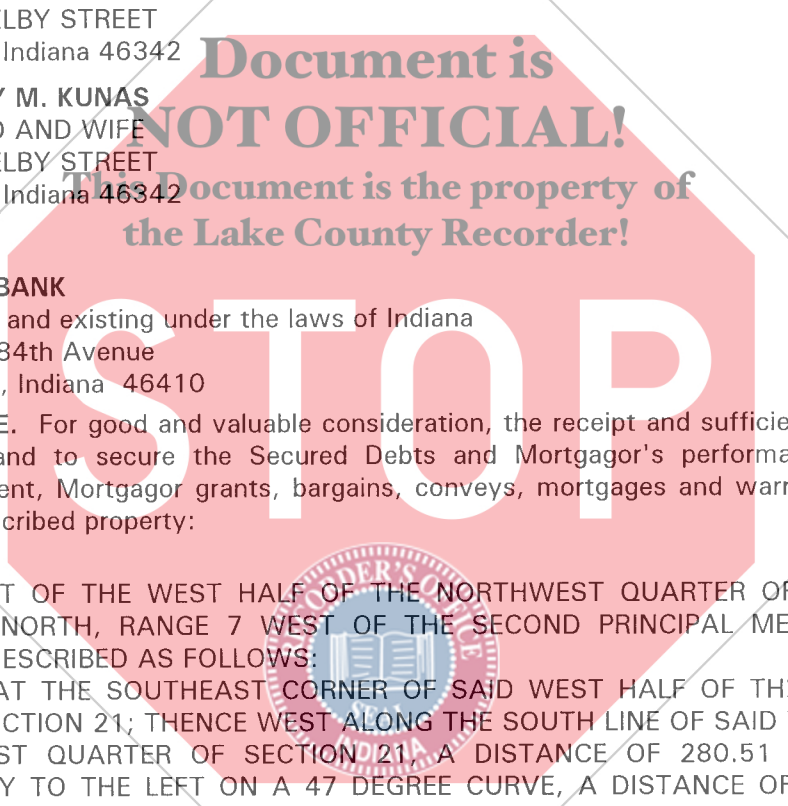 ELBY STREET
Indiana 46342
Document is
Y M. KUNAS
NOT OFFICIAL!
AND WIFE
ELBY STREET
This Document is the property of
Indiana 46342
the Lake County Recorder!
BANK
and existing under the laws of Indiana
84th Avenue
, Indiana 46410
E. For good and valuable consideration, the receipt and sufficie
and to secure the Secured Debts and Mortgagor's performa
ent, Mortgagor grants, bargains, conveys, mortgages and warr
cribed property:
STOP
T OF THE WEST HALF OF THE NORTHWEST QUARTER OF
NORTH, RANGE 7 WEST OF THE SECOND PRINCIPAL ME
ESCRIBED AS FOLLOWS:
AT THE SOUTHEAST CORNER OF SAID WEST HALF OF TH
CTION 21; THENCE WEST ALONG THE SOUTH LINE OF SAID
ST QUARTER OF SECTION 21, A DISTANCE OF 280.51
Y TO THE LEFT ON A 47 DEGREE CURVE, A DISTANCE OF
RECORDER'S OFFICE
SEAL
INDIANA